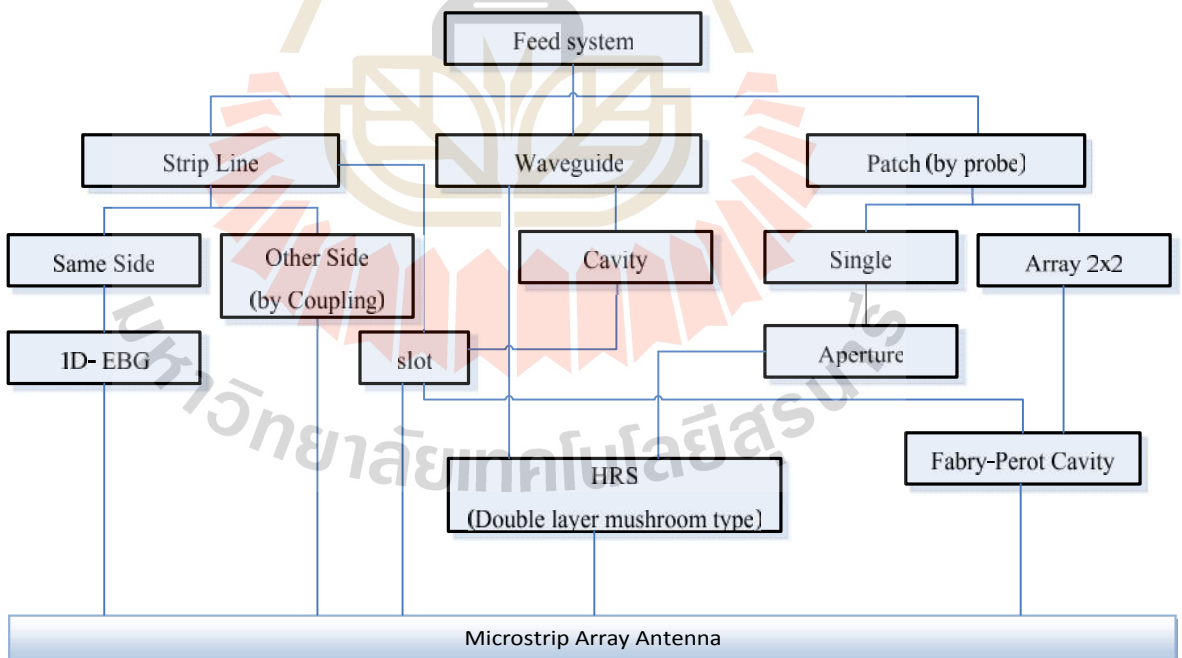 Feed system
Strip Line
Waveguide
Patch (by probe)
Same Side
Other Side
(by Coupling)
Cavity
Single
Array 2x2
1D- EBG
slot
Aperture
HRS
(Double layer mushroom type)
Fabry-Perot Cavity
Microstrip Array Antenna
มหาวิทยาลัยเทคโนโลยีสุรนารี